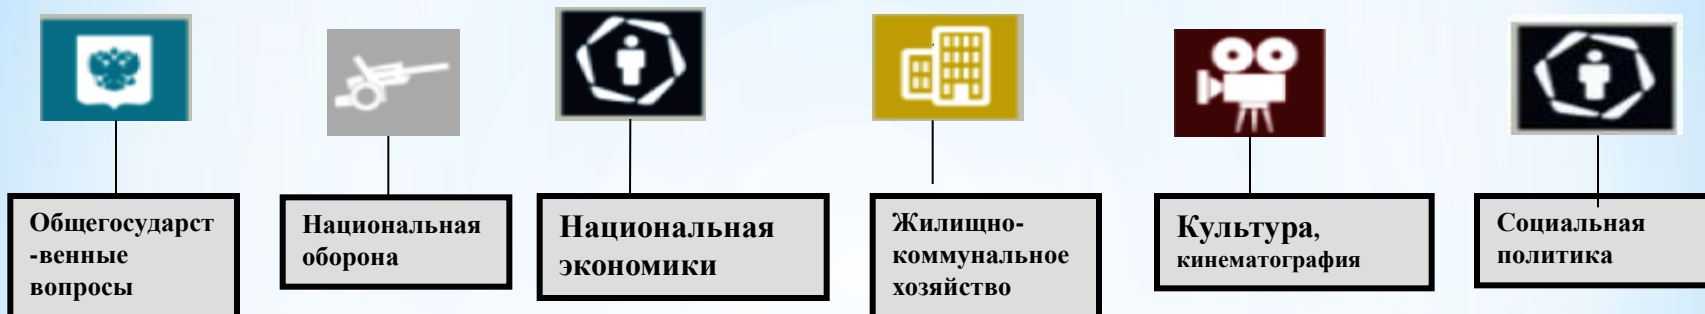 Общегосударст
-венные
вопросы
Национальная
оборона
Национальная
экономики
Жилищно-
коммунальное
хозяйство
Культура,
кинематография
Социальная
политика